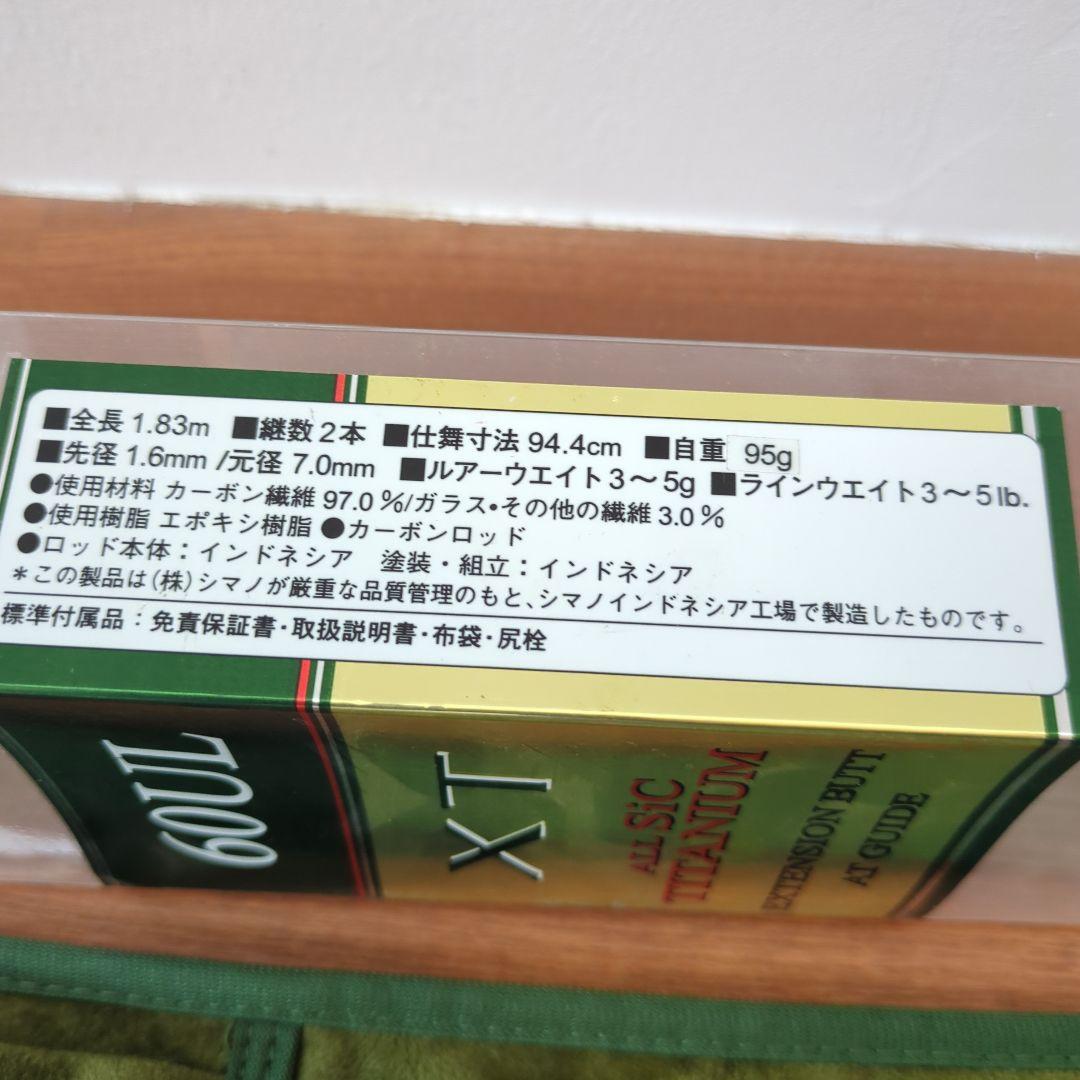 ■全長 1.83m ■継数 2本 ■仕舞寸法 94.4cm ■自重 95g
■先径 1.6mm /元径 7.0mm ■ルアーウエイト 3～5g ■ラインウエイト 3～5lb.
●使用材料 カーボン繊維 97.0％/ガラス・その他の繊維 3.0％
●使用樹脂 エポキシ樹脂 ●カーボンロッド
●ロッド本体：インドネシア 塗装・組立：インドネシア
＊この製品は(株)シマノが厳重な品質管理のもと、シマノインドネシア工場で製造したものです。
標準付属品：免責保証書・取扱説明書・布袋・尻栓
60UL
XT
ALL SiC
TITANIUM
EXTENSION BUTT
AT GUIDE